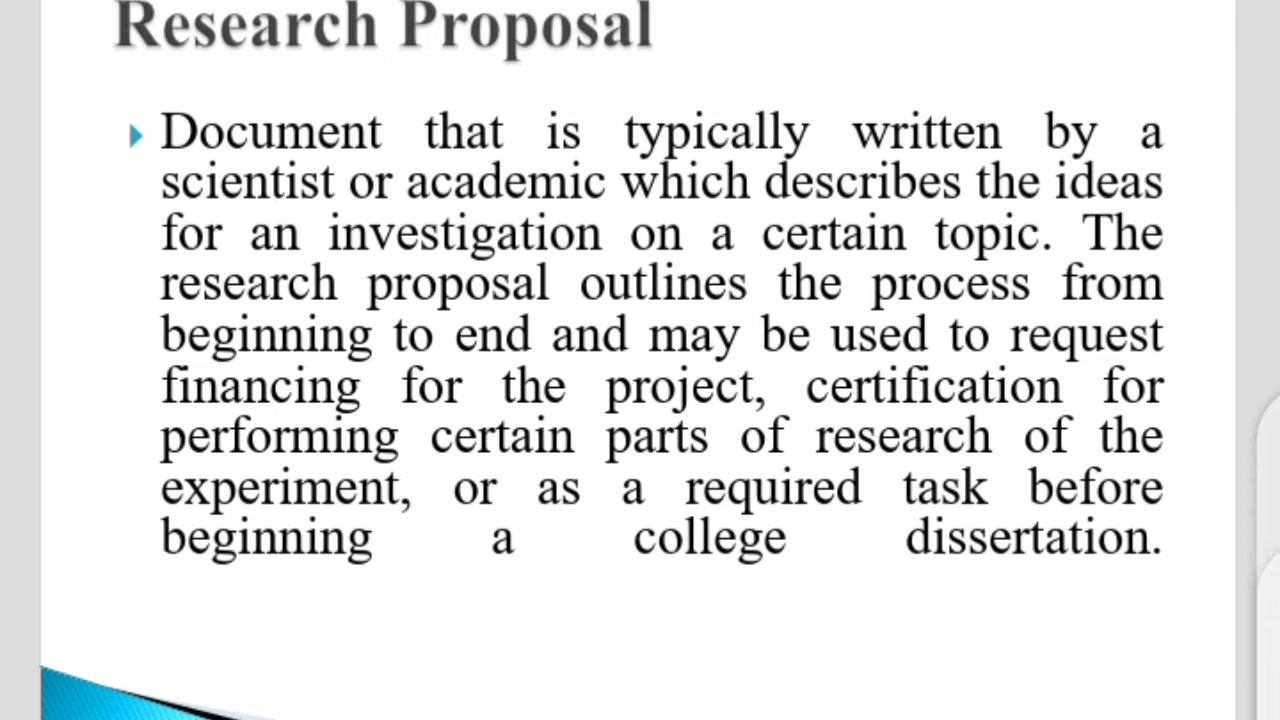 Research Proposal
Document that is typically written by a
scientist or academic which describes the ideas
for an investigation on a certain topic. The
research proposal outlines the process from
beginning to end and may be used to request
financing for the project, certification for
performing certain parts of research of the
experiment, or as a required task before
beginning a college dissertation.